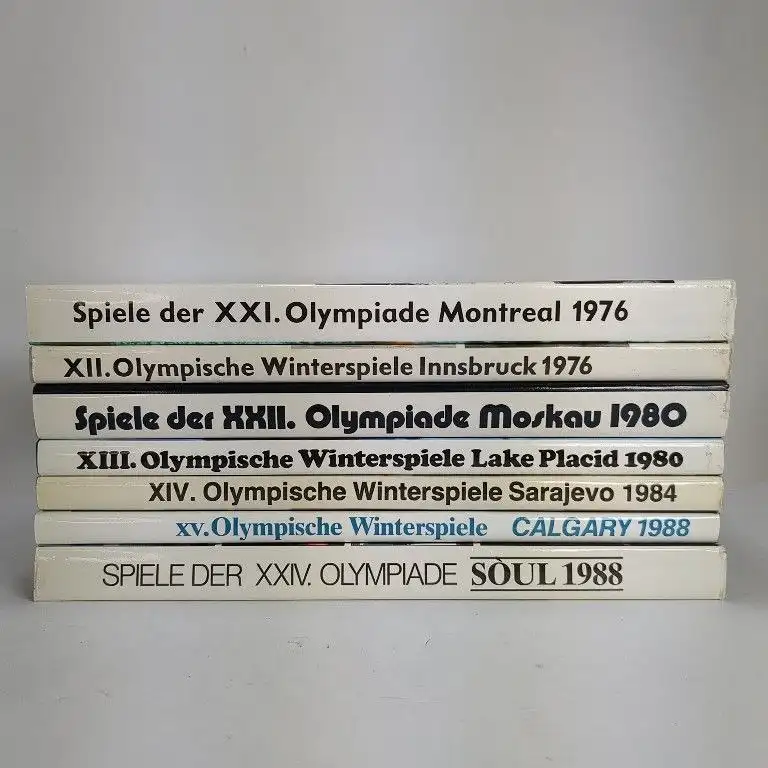 Spiele der XXI. Olympiade Montreal 1976
XII. Olympische Winterspiele Innsbruck 1976
Spiele der XXII. Olympiade Moskau 1980
XIII. Olympische Winterspiele Lake Placid 1980
XIV. Olympische Winterspiele Sarajevo 1984
XV. Olympische Winterspiele CALGARY 1988
SPIELE DER XXIV. OLYMPIADE SÒUL 1988